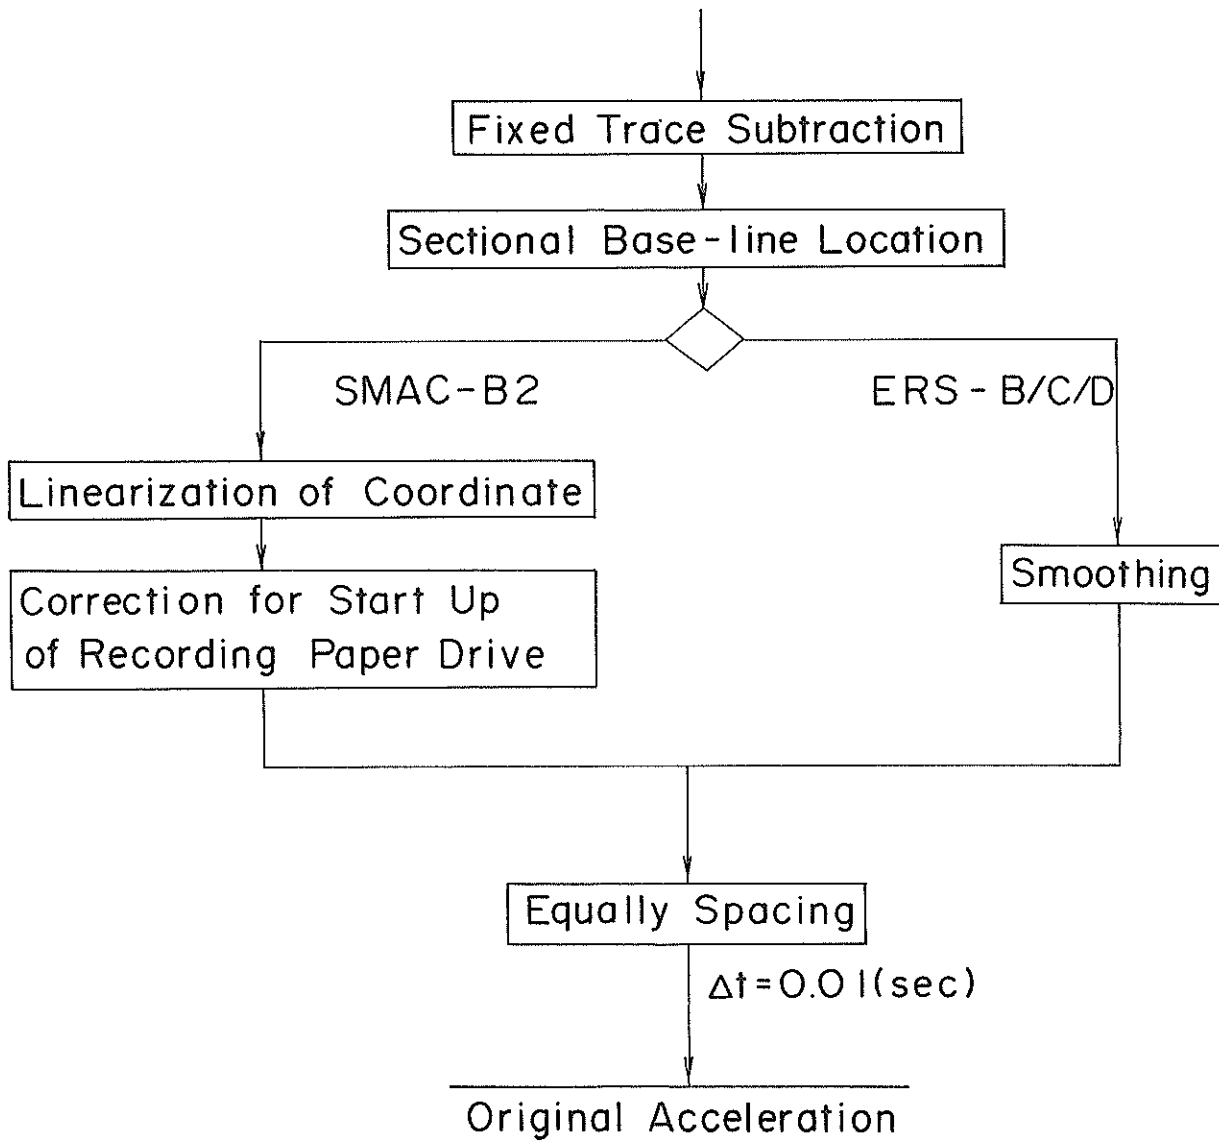 Fixed Trace Subtraction
Sectional Base-line Location
SMAC-B2
ERS-B/C/D
Linearization of Coordinate
Correction for Start Up
of Recording Paper Drive
Smoothing
Equally Spacing
Δt=0.01(sec)
Original Acceleration